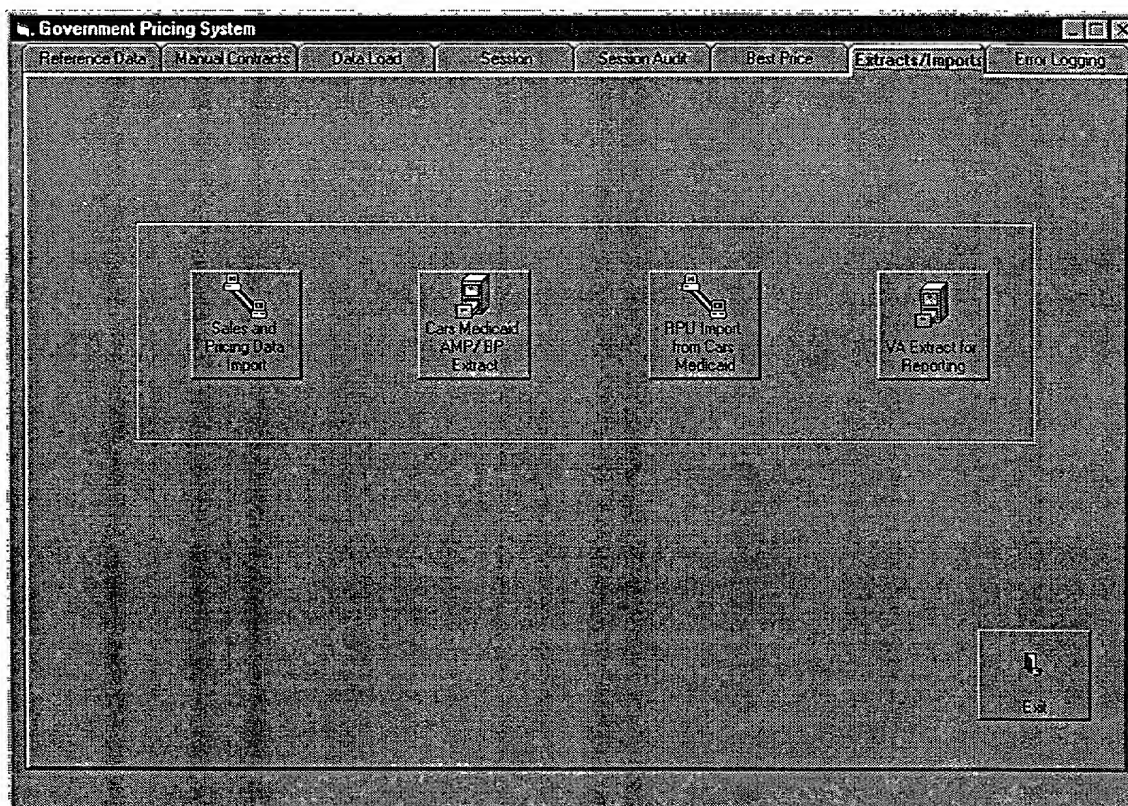 Government Pricing System
Reference Data
Manual Contracts
Data Load
Session
Session Audit
Best Price
Extracts/Imports
Error Logging
Sales and
Pricing Data
Import
Cars Medicaid
AMP/BP
Extract
RPU Import
from Cars
Medicaid
VA Extract for
Reporting
Exit